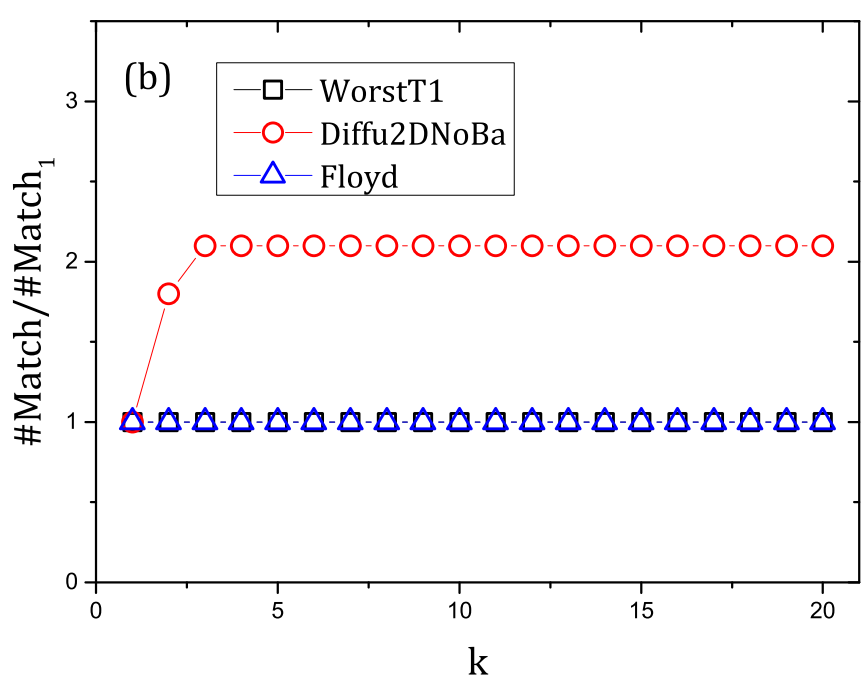 (b)
WorstT1
Diffu2DNoBa
Floyd
#Match/#Match₁
3
2
1
0
0 5 10 15 20
k